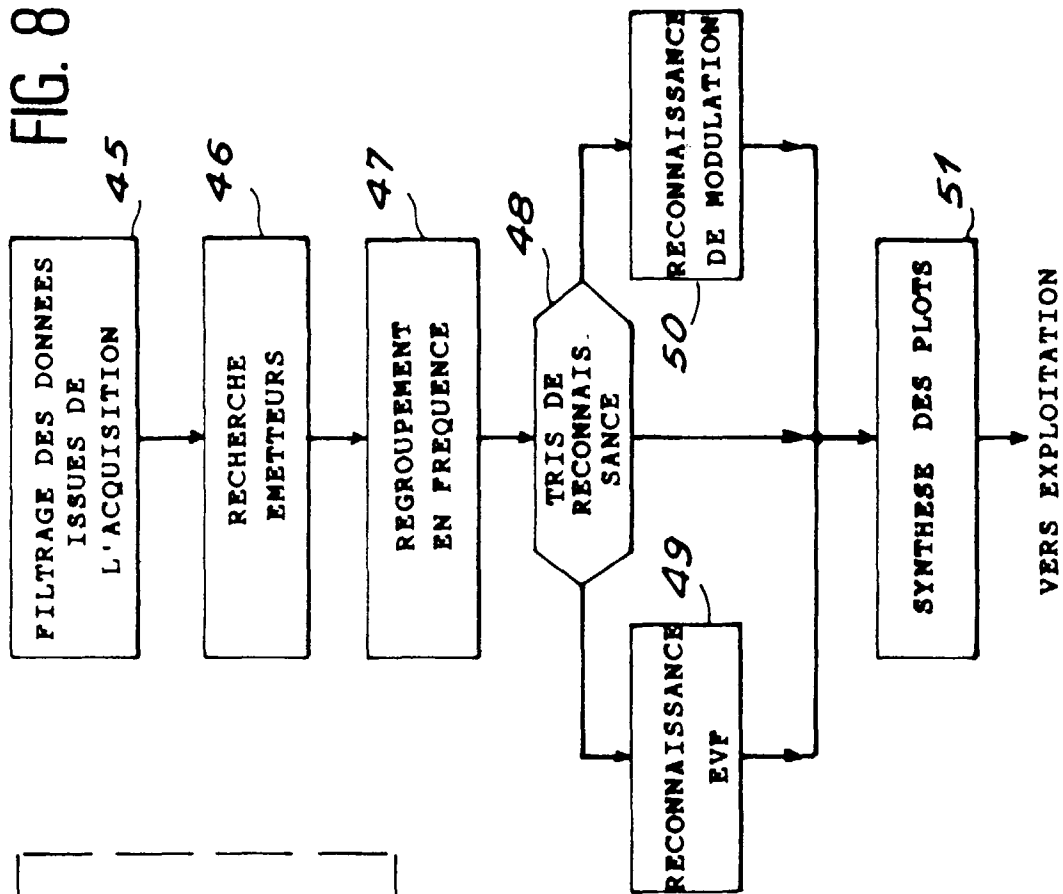 FIG. 8
FILTRAGE DES DONNEES
ISSUES DE
L'ACQUISITION
45
RECHERCHE
EMETTEURS
46
REGROUPEMENT
EN FREQUENCE
47
TRIS DE
RECONNAIS.
SANCE
48
RECONNAISSANCE
EVF
49
RECONNAISSANCE
DE MODULATION
50
SYNTHESE DES PLOTS
51
VERS EXPLOITATION